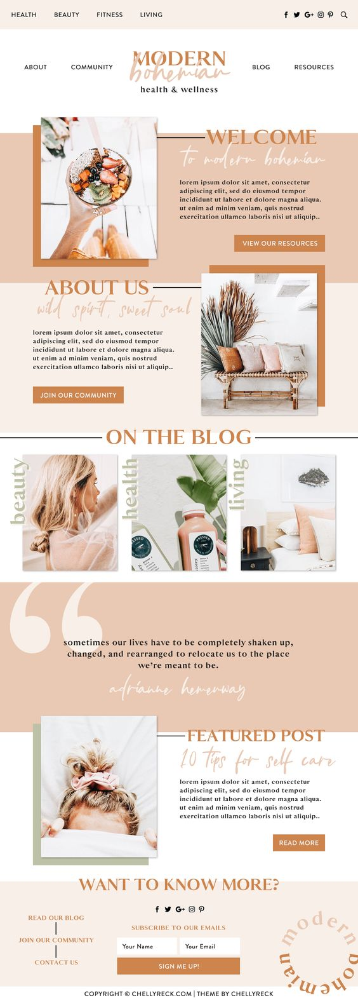 HEALTH BEAUTY FITNESS LIVING
ABOUT COMMUNITY BLOG RESOURCES
MODERN
bohemian
health & wellness
WELCOME
to modern bohemian
lorem ipsum dolor sit amet, consectetur
adipiscing elit, sed do eiusmod tempor
incididunt ut labore et dolore magna aliqua.
ut enim ad minim veniam, quis nostrud
exercitation ullamco laboris nisi ut aliquip..
VIEW OUR RESOURCES
ABOUT US
wild spirit, sweet soul
lorem ipsum dolor sit amet, consectetur
adipiscing elit, sed do eiusmod tempor
incididunt ut labore et dolore magna aliqua.
ut enim ad minim veniam, quis nostrud
exercitation ullamco laboris nisi ut aliquip..
JOIN OUR COMMUNITY
ON THE BLOG
beauty
health
living
PRESSED
PRESSED
sometimes our lives have to be completely shaken up,
changed, and rearranged to relocate us to the place
we're meant to be.
adrianne hemenway
FEATURED POST
10 tips for self care
lorem ipsum dolor sit amet, consectetur
adipiscing elit, sed do eiusmod tempor
incididunt ut labore et dolore magna aliqua.
ut enim ad minim veniam, quis nostrud
exercitation ullamco laboris nisi ut aliquip..
READ MORE
WANT TO KNOW MORE?
READ OUR BLOG
JOIN OUR COMMUNITY
CONTACT US
SUBSCRIBE TO OUR EMAILS
Your Name Your Email
SIGN ME UP!
modern
bohemian
COPYRIGHT © CHELLYRECK.COM | THEME BY CHELLYRECK